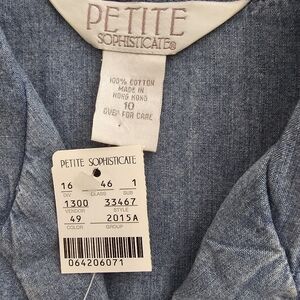 PETITE
SOPHISTICATE®
100% COTTON
MADE IN
HONG KONG
10
OVER FOR CARE
PETITE SOPHISTICATE
16 46 1
DIV CLASS SUB
1300 33467
VENDOR STYLE
49 2015A
COLOR GROUP
064206071